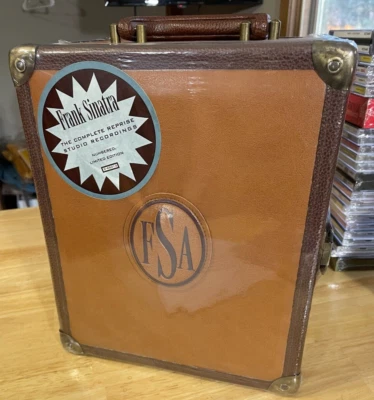 Frank Sinatra
THE COMPLETE REPRISE
STUDIO RECORDINGS
NUMBERED,
LIMITED EDITION
FSA